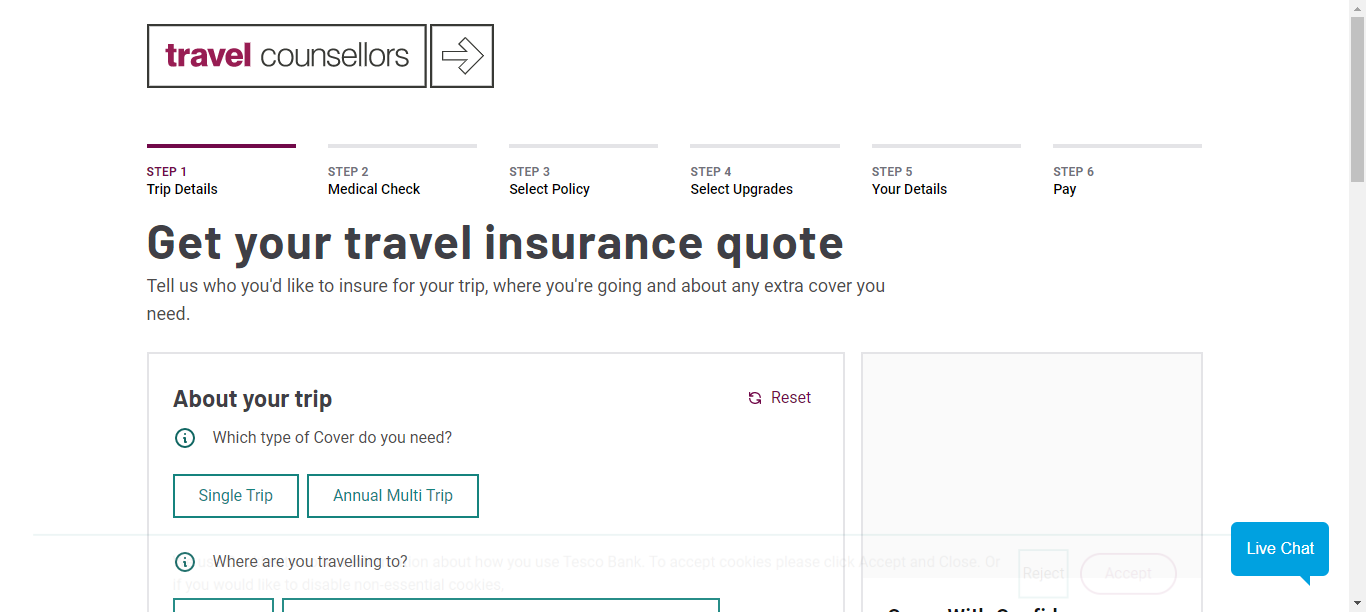 travel counsellors
STEP 1
Trip Details
STEP 2
Medical Check
STEP 3
Select Policy
STEP 4
Select Upgrades
STEP 5
Your Details
STEP 6
Pay
Get your travel insurance quote
Tell us who you'd like to insure for your trip, where you're going and about any extra cover you
need.
About your trip
Reset
Which type of Cover do you need?
Single Trip
Annual Multi Trip
Where are you travelling to?
about how you use Tesco Bank. To accept cookies please click Accept and Close. Or
if you would like to disable non-essential cookies
Reject
Accept
Live Chat